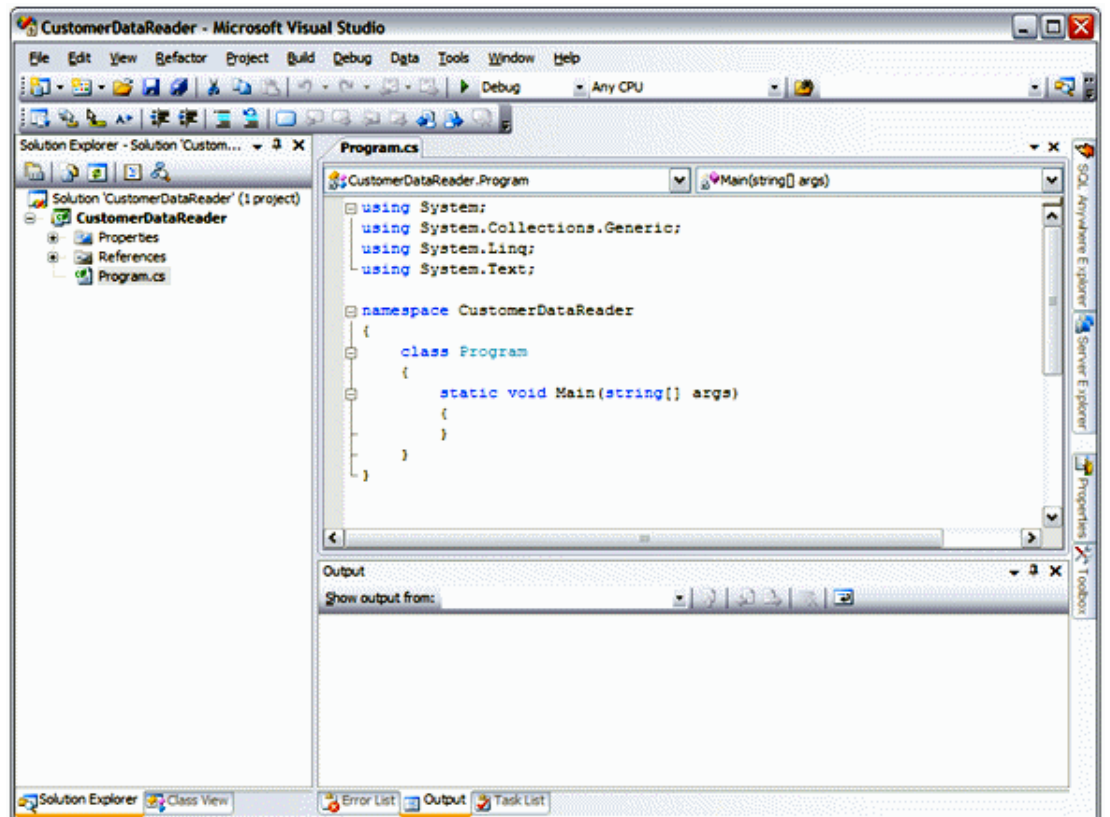 CustomerDataReader - Microsoft Visual Studio
File Edit View Refactor Project Build Debug Data Tools Window Help
Debug Any CPU
Solution Explorer - Solution 'Custom...
Solution 'CustomerDataReader' (1 project)
CustomerDataReader
Properties
References
Program.cs
Program.cs
CustomerDataReader.Program Main(string[] args)
using System;
using System.Collections.Generic;
using System.Linq;
using System.Text;
namespace CustomerDataReader
{
class Program
{
static void Main(string[] args)
{
}
}
}
Output
Show output from:
SQL Anywhere Explorer
Server Explorer
Properties
Toolbox
Solution Explorer Class View
Error List Output Task List